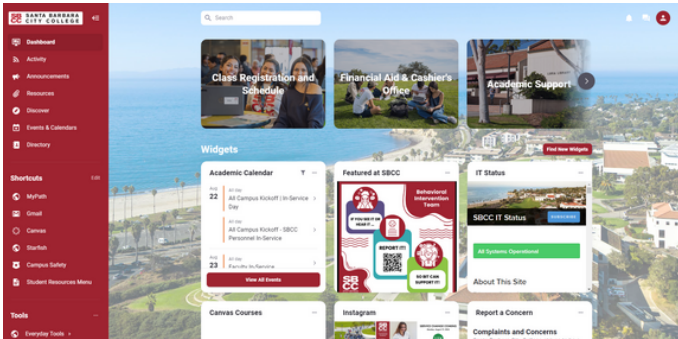 SB
CC
SANTA BARBARA
CITY COLLEGE
Dashboard
Activity
Announcements
Resources
Discover
Events & Calendars
Directory
Shortcuts
Edit
MyPath
Gmail
Canvas
Starfish
Campus Safety
Student Resources Menu
Tools
Everyday Tools
Search
Class Registration and
Schedule
Financial Aid & Cashier's
Office
Academic Support
Widgets
Find New Widgets
Academic Calendar
Aug
22
All day
All Campus Kickoff | In-Service
Day
All day
All Campus Kickoff - SBCC
Personnel In-Service
Aug
23
All day
Faculty In-Service
View All Events
Featured at SBCC
Behavioral
Intervention
Team
IF YOU SEE IT OR
HEAR IT...
REPORT IT!
SO BIT CAN
SUPPORT IT!
SB
CC
IT Status
SBCC IT Status
SUBSCRIBE
All Systems Operational
About This Site
Canvas Courses
Instagram
Report a Concern
Complaints and Concerns